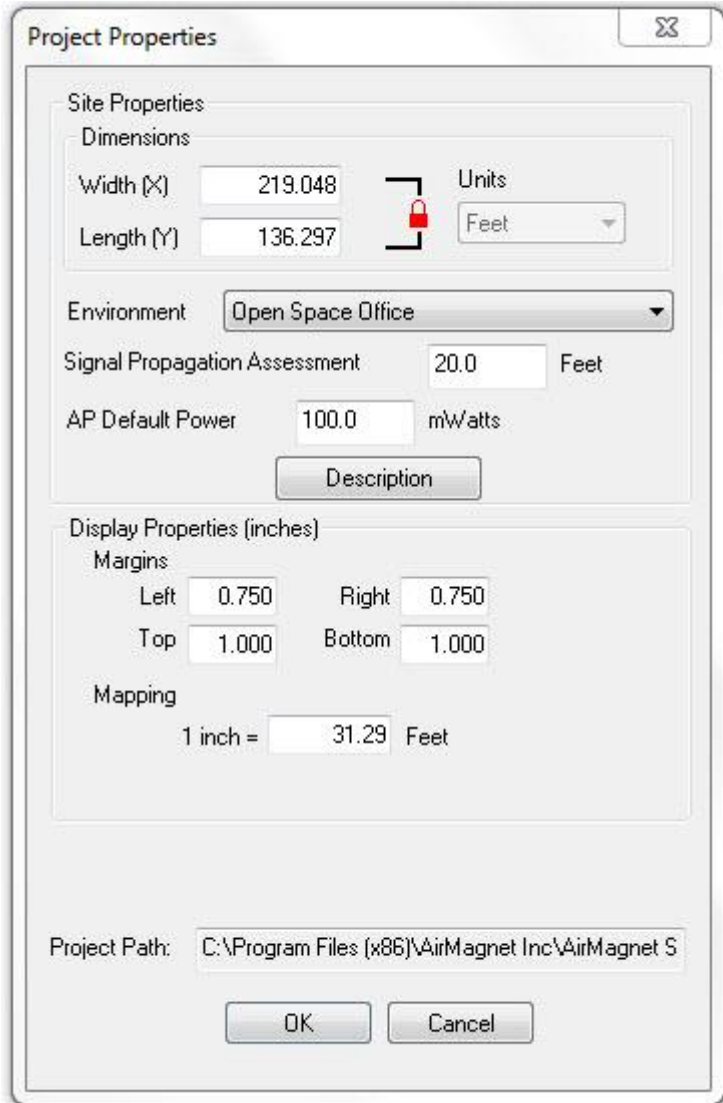 Project Properties
Site Properties
Dimensions
Width (X) 219.048
Units
Length (Y) 136.297
Feet
Environment Open Space Office
Signal Propagation Assessment 20.0 Feet
AP Default Power 100.0 mWatts
Description
Display Properties (inches)
Margins
Left 0.750 Right 0.750
Top 1.000 Bottom 1.000
Mapping
1 inch = 31.29 Feet
Project Path: C:\Program Files (x86)\AirMagnet Inc\AirMagnet S
OK Cancel